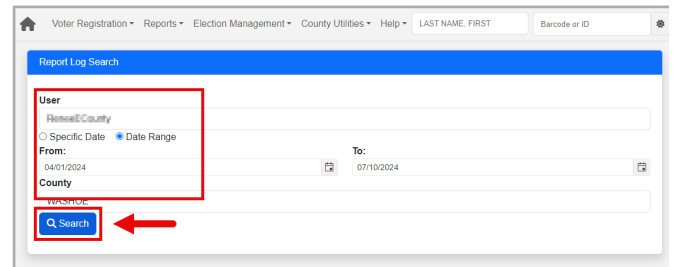 Voter Registration Reports Election Management County Utilities Help LAST NAME, FIRST Barcode or ID
Report Log Search
User
Specific Date Date Range
From: To:
04/01/2024 07/10/2024
County
WASHOE
Search